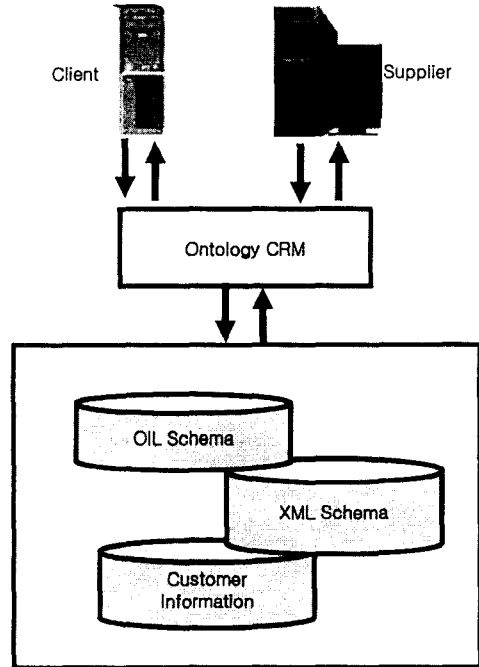 Client
Supplier
Ontology CRM
OIL Schema
XML Schema
Customer
Information